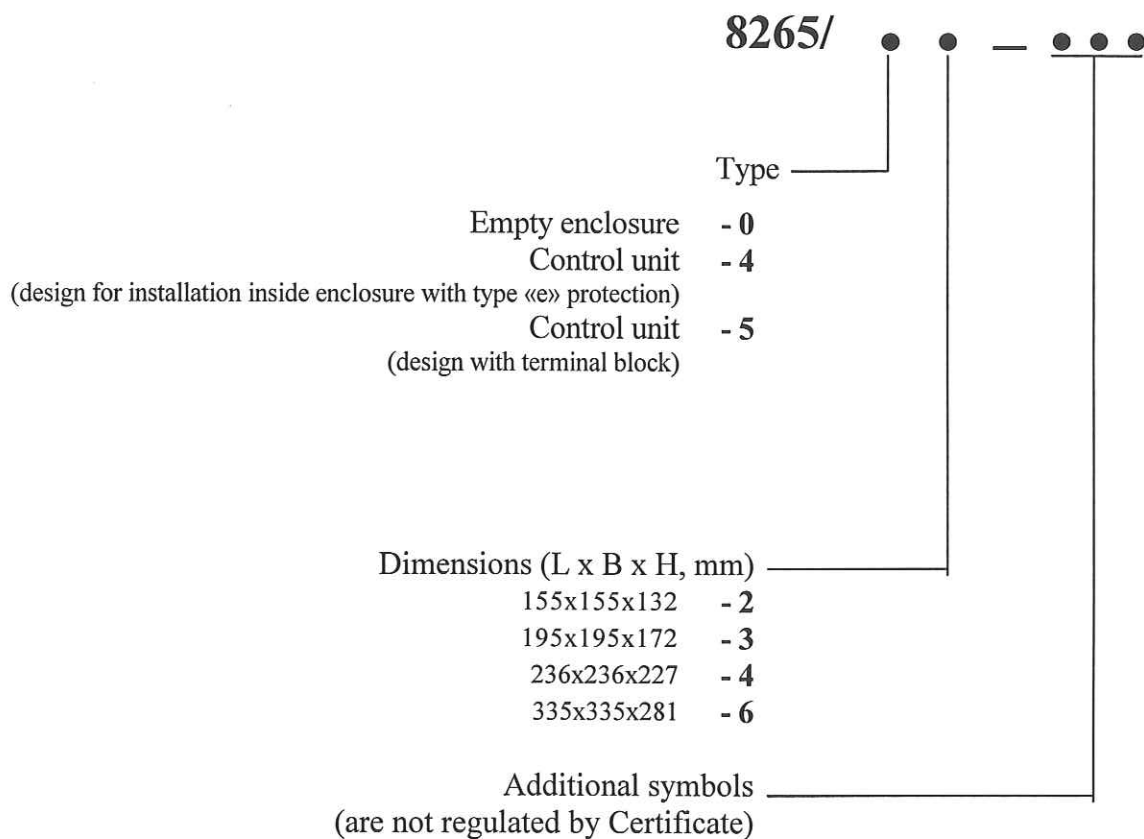 8265/ ● ● — ● ● ●
Type
Empty enclosure - 0
Control unit - 4
(design for installation inside enclosure with type «e» protection)
Control unit - 5
(design with terminal block)
Dimensions (L x B x H, mm)
155x155x132 - 2
195x195x172 - 3
236x236x227 - 4
335x335x281 - 6
Additional symbols
(are not regulated by Certificate)